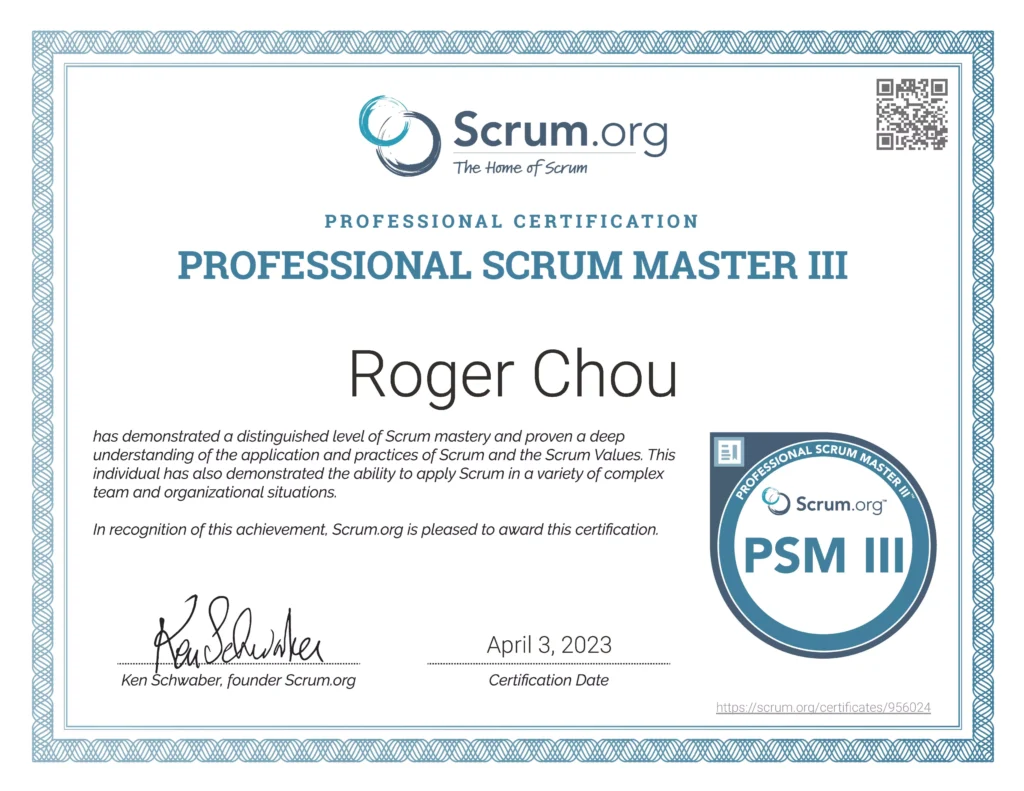 Scrum.org
The Home of Scrum
PROFESSIONAL CERTIFICATION
PROFESSIONAL SCRUM MASTER III
Roger Chou
has demonstrated a distinguished level of Scrum mastery and proven a deep
understanding of the application and practices of Scrum and the Scrum Values. This
individual has also demonstrated the ability to apply Scrum in a variety of complex
team and organizational situations.
In recognition of this achievement, Scrum.org is pleased to award this certification.
PROFESSIONAL SCRUM MASTER III™
Scrum.org™
PSM III
Ken Schwaber
April 3, 2023
Ken Schwaber, founder Scrum.org
Certification Date
https://scrum.org/certificates/956024